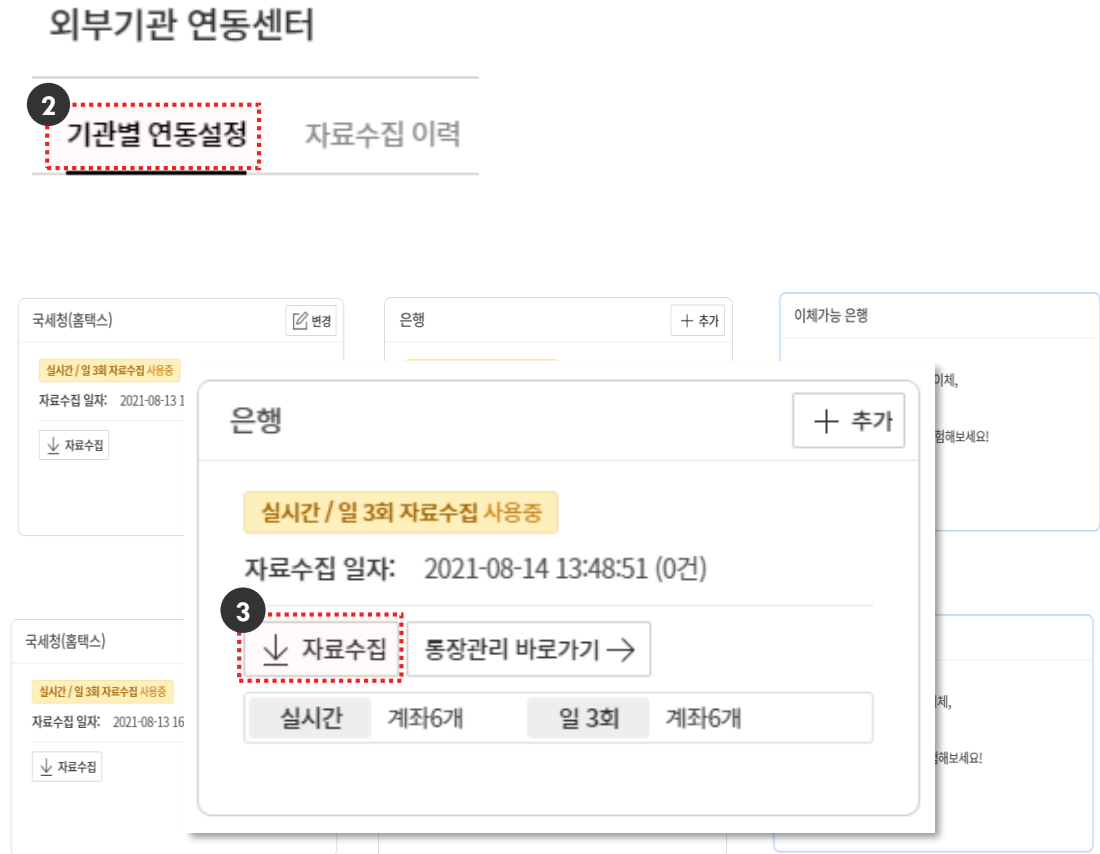 외부기관 연동센터
2
기관별 연동설정 자료수집 이력
국세청(홈택스) 변경
실시간 / 일 3회 자료수집 사용중
자료수집 일자: 2021-08-13 1
자료수집
은행 + 추가
이체가능 은행
이체,
험해보세요!
은행 + 추가
실시간 / 일 3회 자료수집 사용중
자료수집 일자: 2021-08-14 13:48:51 (0건)
3
자료수집 통장관리 바로가기 →
실시간 계좌6개 일 3회 계좌6개
국세청(홈택스)
실시간 / 일 3회 자료수집 사용중
자료수집 일자: 2021-08-13 16
자료수집
체,
험해보세요!